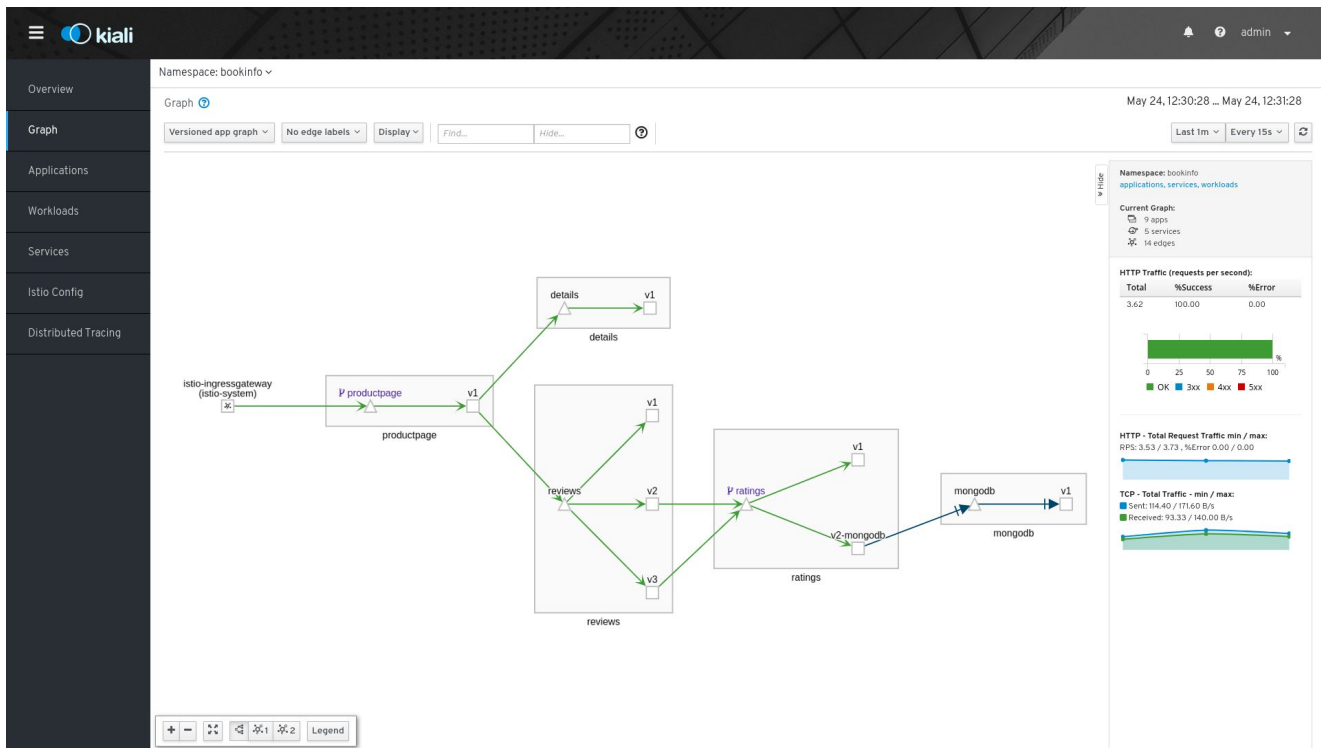 kiali
admin
Overview
Graph
Applications
Workloads
Services
Istio Config
Distributed Tracing
Namespace: bookinfo
Graph
May 24, 12:30:28 ... May 24, 12:31:28
Versioned app graph
No edge labels
Display
Find...
Hide...
Last 1m
Every 15s
Hide
details
v1
details
istio-ingressgateway
(istio-system)
productpage
v1
productpage
v1
reviews
v2
v3
reviews
v1
ratings
v2-mongodb
ratings
mongodb
v1
mongodb
Namespace: bookinfo
applications, services, workloads
Current Graph:
9 apps
5 services
14 edges
HTTP Traffic (requests per second):
Total %Success %Error
3.62 100.00 0.00
%
0 25 50 75 100
OK 3xx 4xx 5xx
HTTP - Total Request Traffic min / max:
RPS: 3.53 / 3.73 , %Error 0.00 / 0.00
TCP - Total Traffic - min / max:
Sent: 114.40 / 171.60 B/s
Received: 93.33 / 140.00 B/s
1
2
Legend